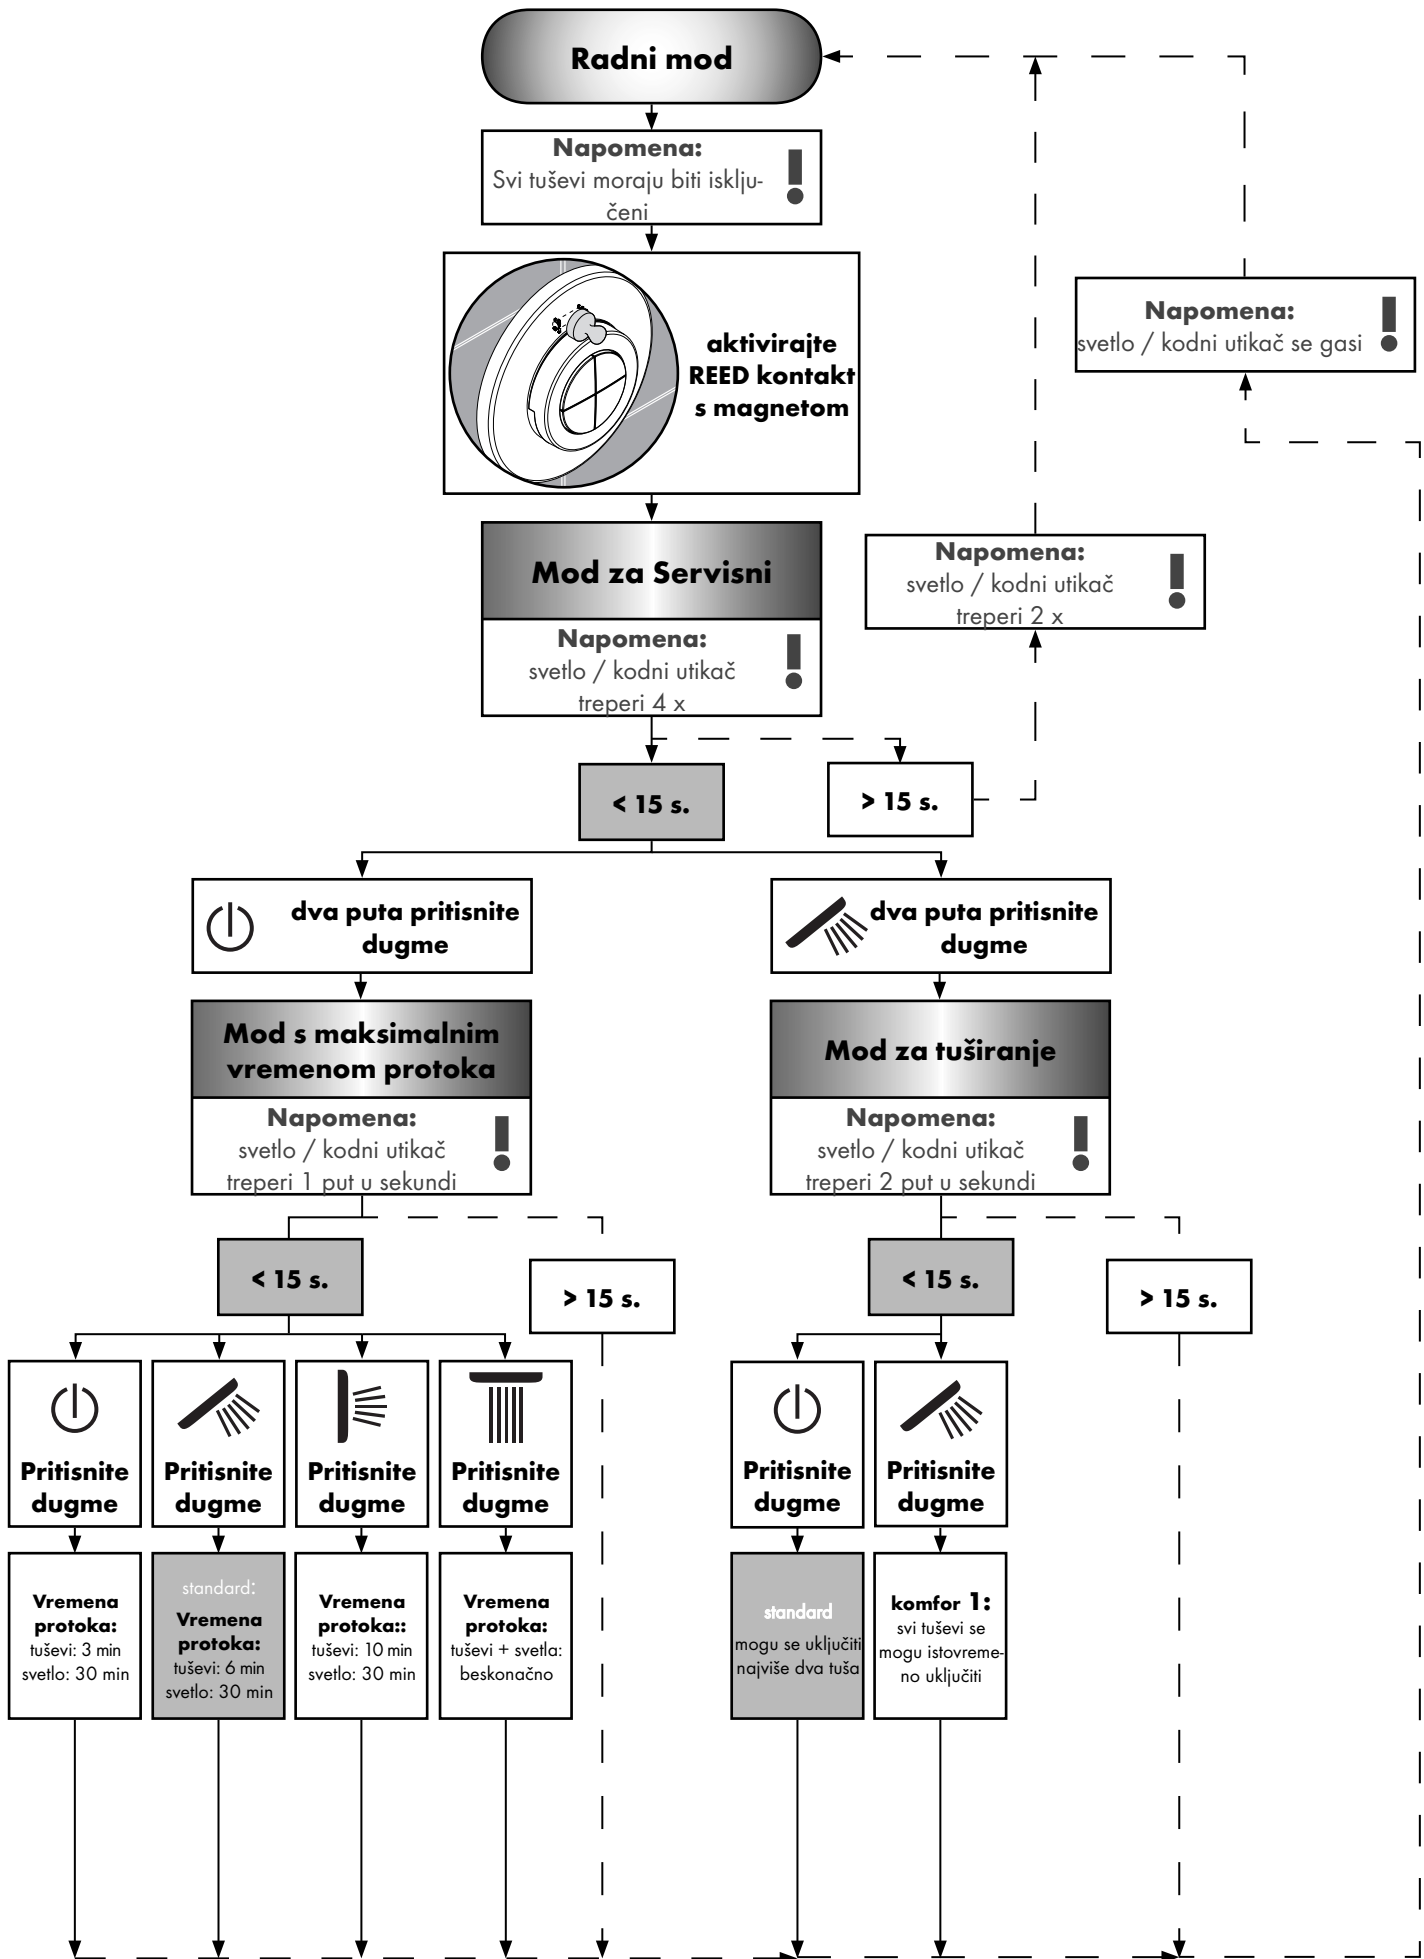 Radni mod
Napomena:
Svi tuševi moraju biti isklju-
čeni
aktivirajte
REED kontakt
s magnetom
Napomena:
svetlo / kodni utikač se gasi
Mod za Servisni
Napomena:
svetlo / kodni utikač
treperi 4 x
Napomena:
svetlo / kodni utikač
treperi 2 x
< 15 s.
> 15 s.
dva puta pritisnite
dugme
dva puta pritisnite
dugme
Mod s maksimalnim
vremenom protoka
Napomena:
svetlo / kodni utikač
treperi 1 put u sekundi
Mod za tuširanje
Napomena:
svetlo / kodni utikač
treperi 2 put u sekundi
< 15 s.
> 15 s.
< 15 s.
> 15 s.
Pritisnite
dugme
Pritisnite
dugme
Pritisnite
dugme
Pritisnite
dugme
Pritisnite
dugme
Pritisnite
dugme
Vremena
protoka:
tuševi: 3 min
svetlo: 30 min
standard:
Vremena
protoka:
tuševi: 6 min
svetlo: 30 min
Vremena
protoka::
tuševi: 10 min
svetlo: 30 min
Vremena
protoka:
tuševi + svetla:
beskonačno
standard
mogu se uključiti
najviše dva tuša
komfor 1:
svi tuševi se
mogu istovreme-
no uključiti